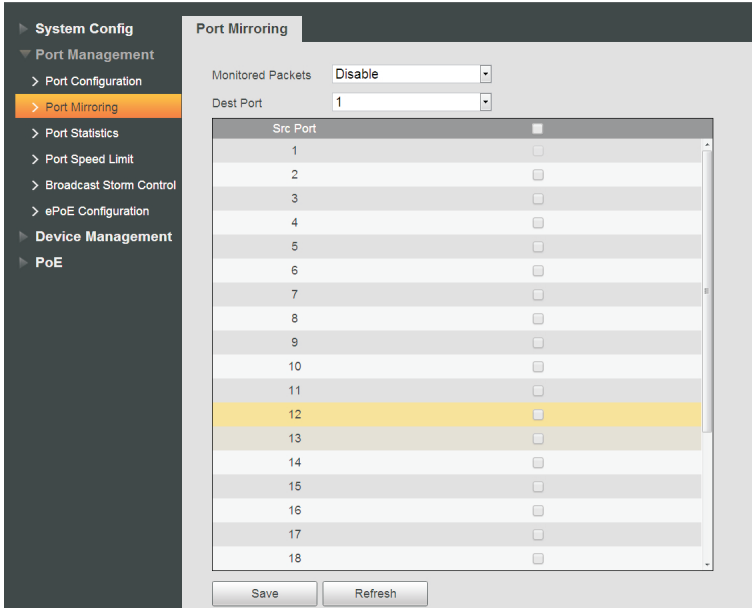 System Config
Port Management
Port Configuration
Port Mirroring
Port Statistics
Port Speed Limit
Broadcast Storm Control
ePoE Configuration
Device Management
PoE
Port Mirroring
Monitored Packets Disable
Dest Port 1
Src Port
1
2
3
4
5
6
7
8
9
10
11
12
13
14
15
16
17
18
Save Refresh